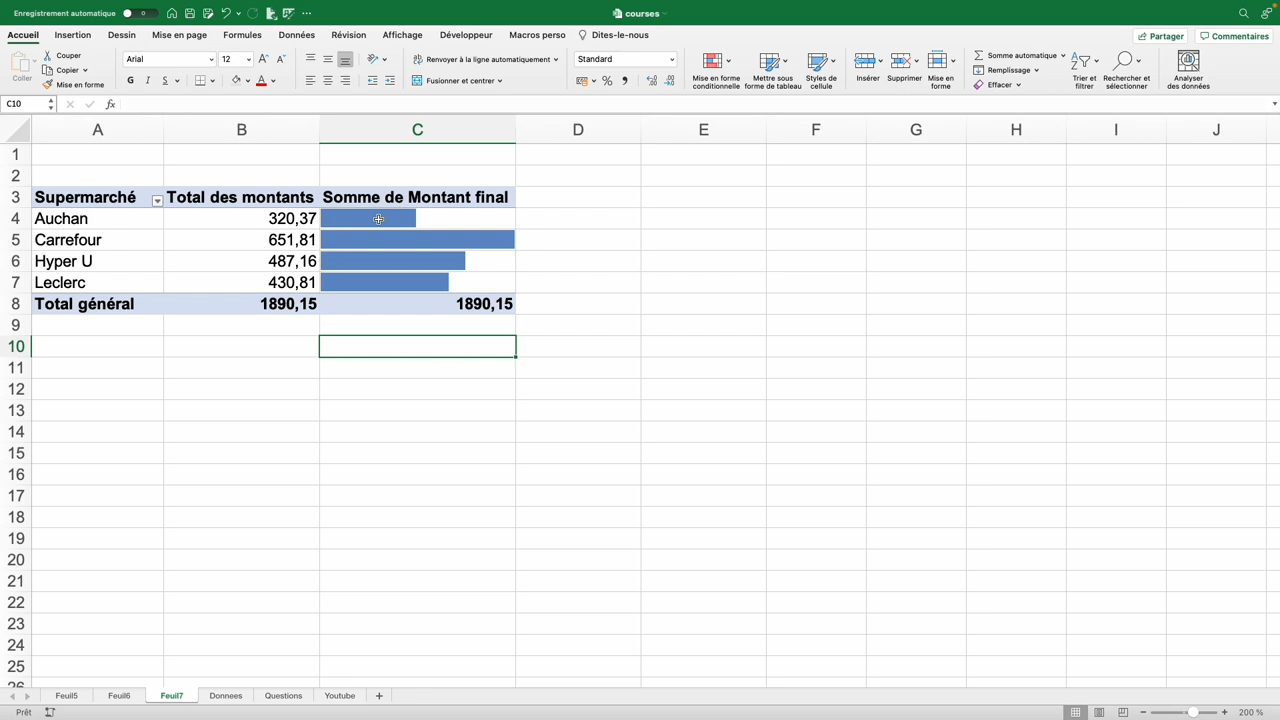 Enregistrement automatique
courses
Accueil Insertion Dessin Mise en page Formules Données Révision Affichage Développeur Macros perso Dites-le-nous
Partager Commentaires
Coller
Couper
Copier
Mise en forme
Arial 12
G I S
Renvoyer à la ligne automatiquement
Fusionner et centrer
Standard
Mise en forme conditionnelle
Mettre sous forme de tableau
Styles de cellule
Insérer
Supprimer
Mise en forme
Somme automatique
Remplissage
Effacer
Trier et filtrer
Rechercher et sélectionner
Analyser des données
C10 fx
A B C D E F G H I J
1
2
3 Supermarché Total des montants Somme de Montant final
4 Auchan 320,37
5 Carrefour 651,81
6 Hyper U 487,16
7 Leclerc 430,81
8 Total général 1890,15 1890,15
9
10
11
12
13
14
15
16
17
18
19
20
21
22
23
24
25
26
Feuil5 Feuil6 Feuil7 Donnees Questions Youtube +
Prêt 200 %